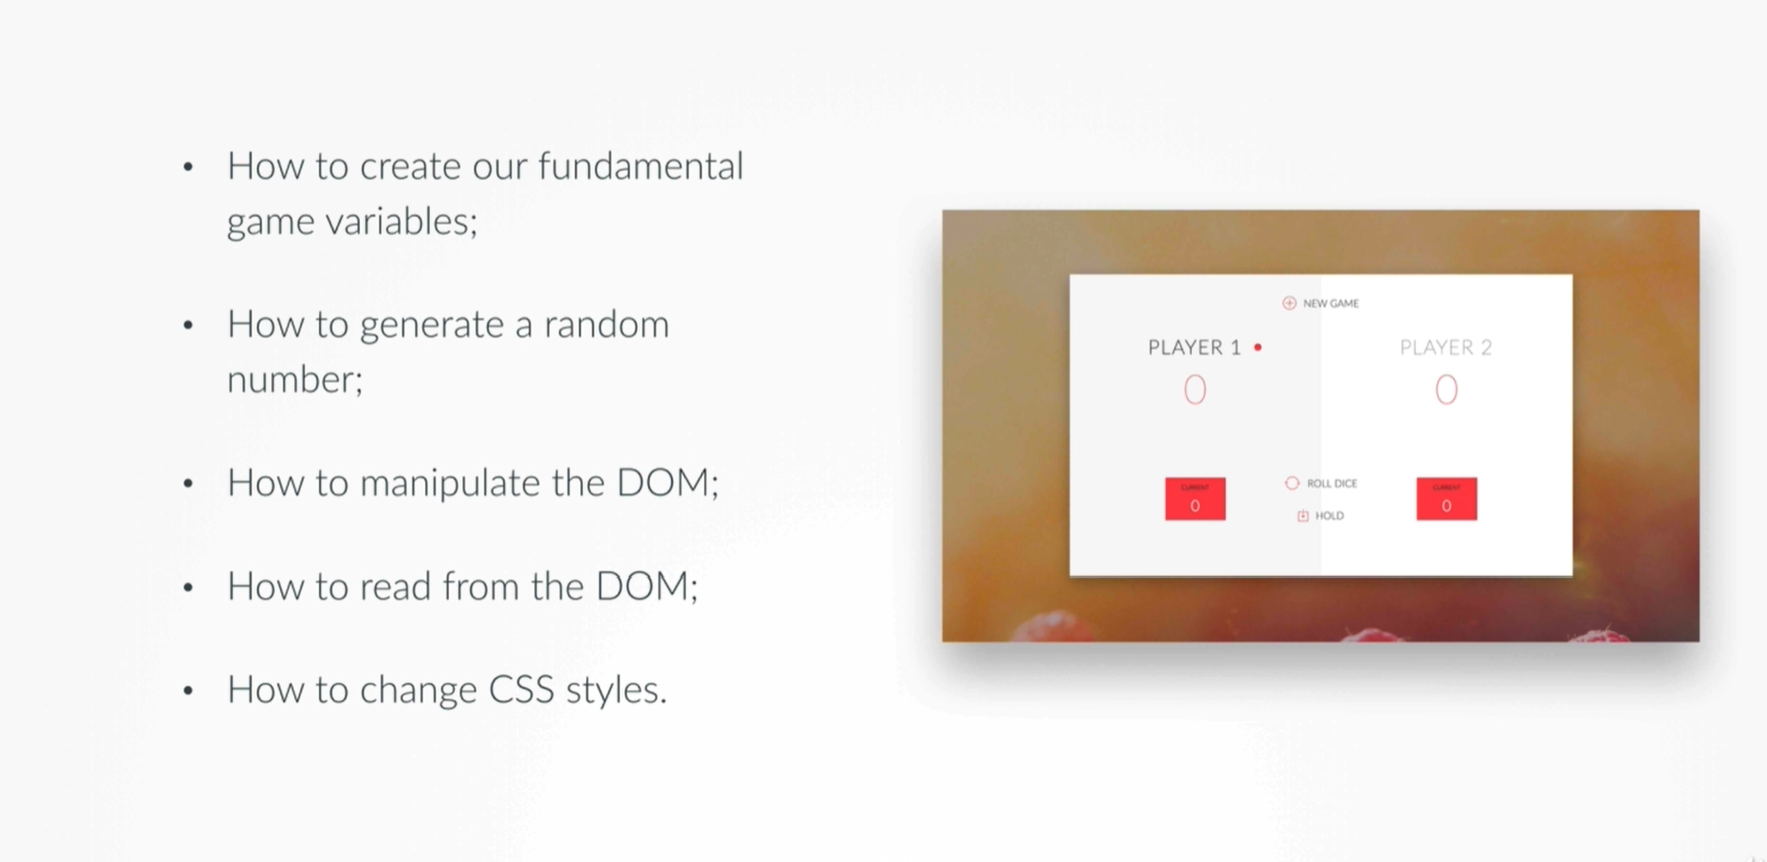 • How to create our fundamental
game variables;
• How to generate a random
number;
• How to manipulate the DOM;
• How to read from the DOM;
• How to change CSS styles.
NEW GAME
PLAYER 1
PLAYER 2
0
0
CURRENT
0
ROLL DICE
HOLD
CURRENT
0